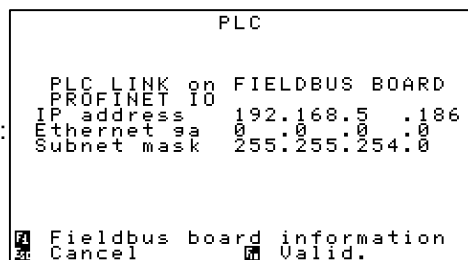 PLC
PLC LINK on FIELDBUS BOARD
PROFINET IO
IP address 192.168.5 .186
Ethernet ga 0 .0 .0 .0
Subnet mask 255.255.254.0
:
F1 Fieldbus board information
Cancel Valid.